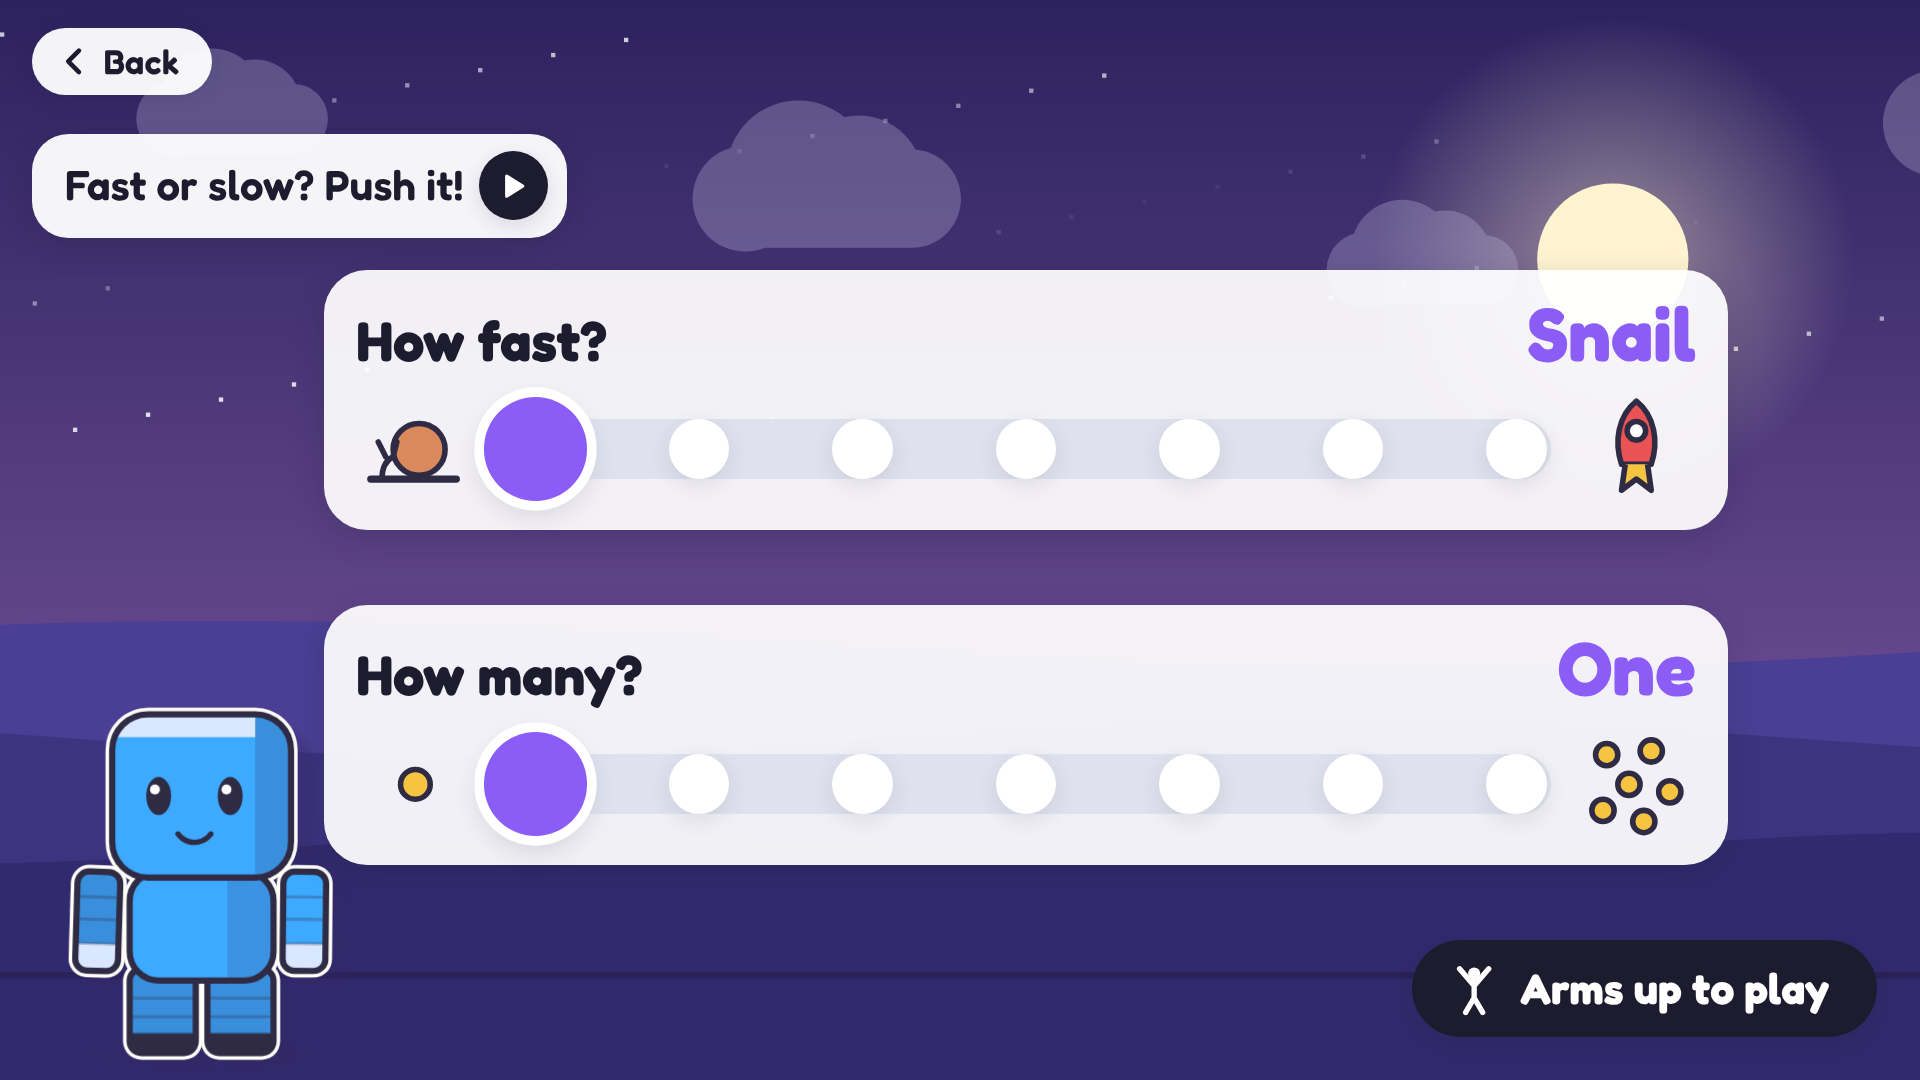 Back
Fast or slow? Push it!
How fast?
Snail
How many?
One
Arms up to play